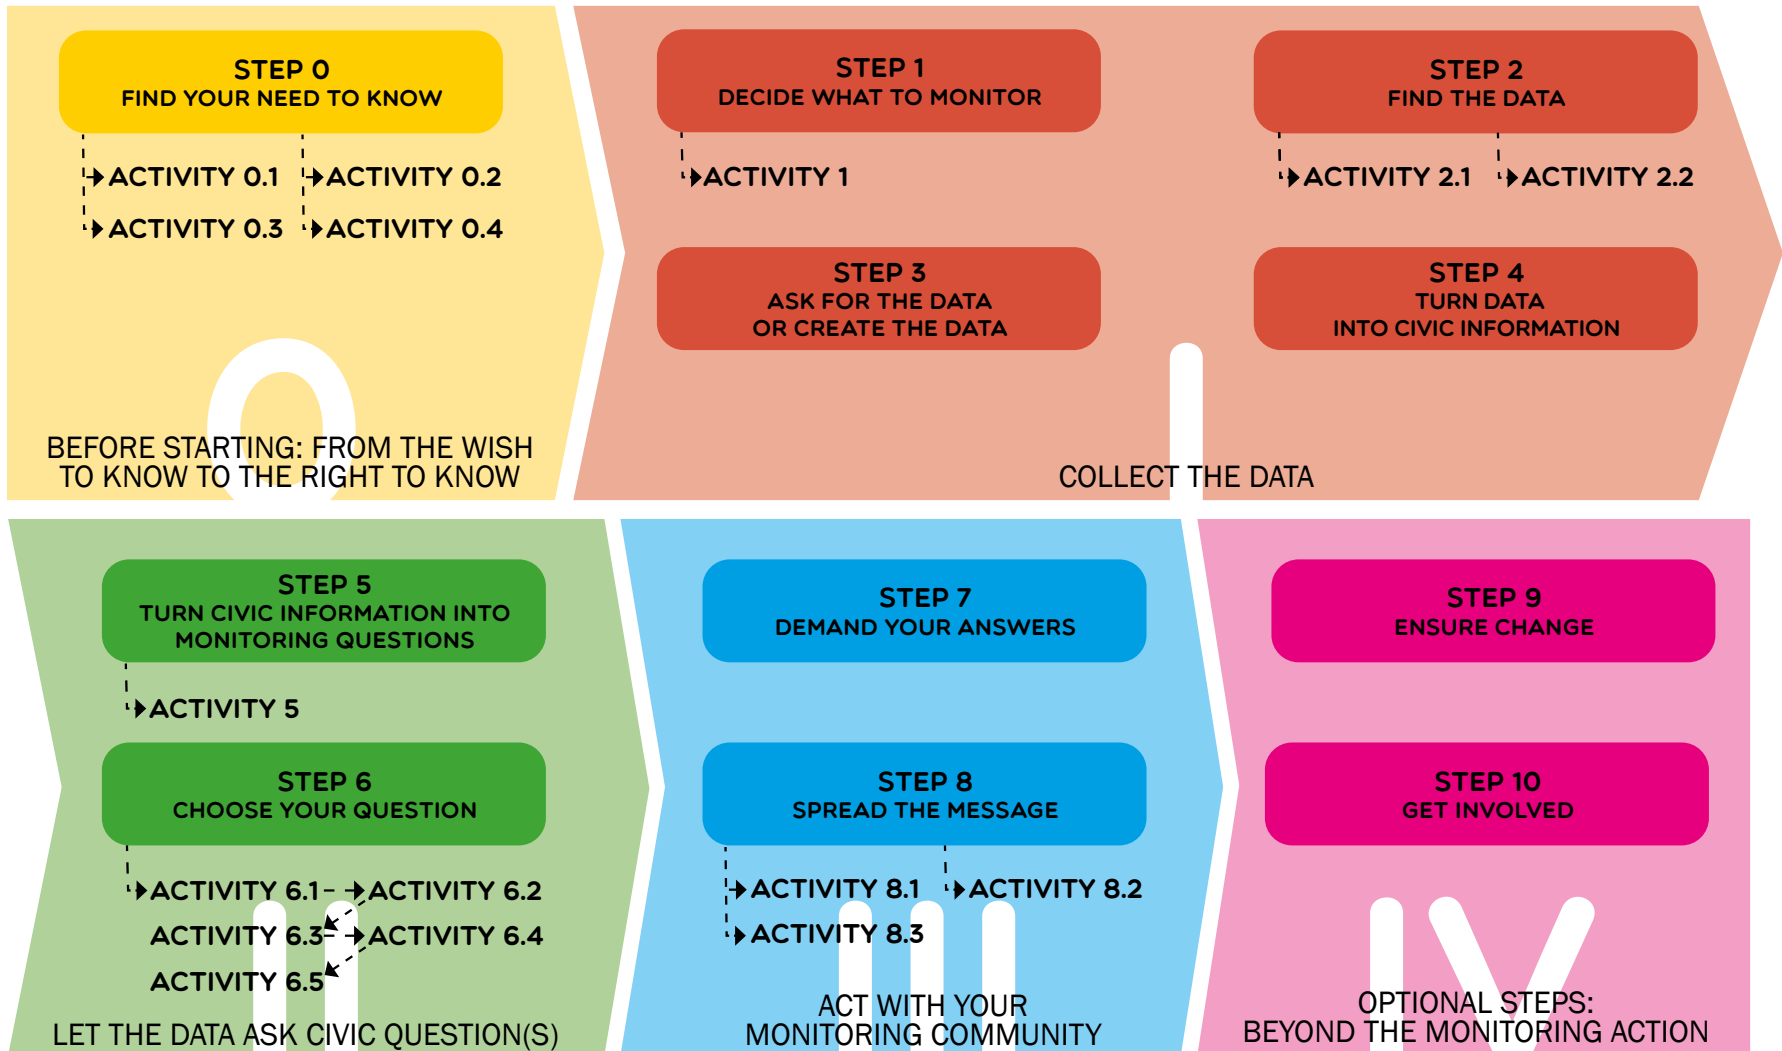 STEP 0
FIND YOUR NEED TO KNOW
ACTIVITY 0.1
ACTIVITY 0.2
ACTIVITY 0.3
ACTIVITY 0.4
0
BEFORE STARTING: FROM THE WISH
TO KNOW TO THE RIGHT TO KNOW
STEP 1
DECIDE WHAT TO MONITOR
ACTIVITY 1
STEP 2
FIND THE DATA
ACTIVITY 2.1
ACTIVITY 2.2
STEP 3
ASK FOR THE DATA
OR CREATE THE DATA
STEP 4
TURN DATA
INTO CIVIC INFORMATION
I
COLLECT THE DATA
STEP 5
TURN CIVIC INFORMATION INTO
MONITORING QUESTIONS
ACTIVITY 5
STEP 6
CHOOSE YOUR QUESTION
ACTIVITY 6.1
ACTIVITY 6.2
ACTIVITY 6.3
ACTIVITY 6.4
ACTIVITY 6.5
II
LET THE DATA ASK CIVIC QUESTION(S)
STEP 7
DEMAND YOUR ANSWERS
STEP 8
SPREAD THE MESSAGE
ACTIVITY 8.1
ACTIVITY 8.2
ACTIVITY 8.3
III
ACT WITH YOUR
MONITORING COMMUNITY
STEP 9
ENSURE CHANGE
STEP 10
GET INVOLVED
IV
OPTIONAL STEPS:
BEYOND THE MONITORING ACTION